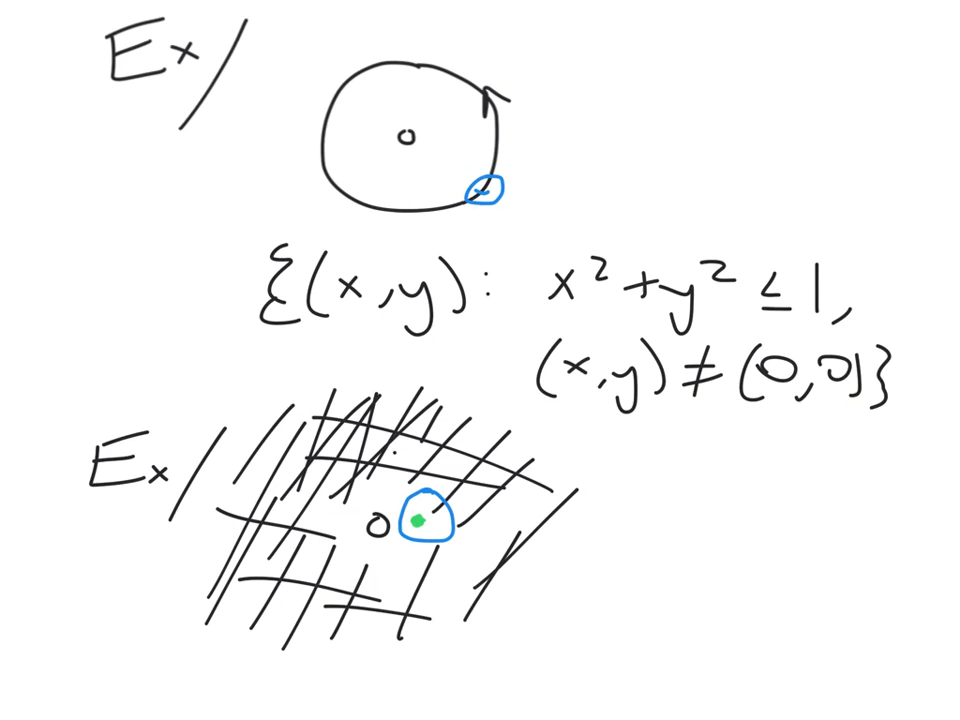 Ex/
{(x,y): x² + y² ≤ 1,
(x,y) ≠ (0,0)}
Ex/